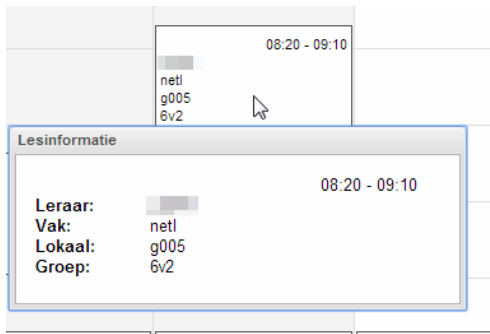 08:20 - 09:10
netl
g005
6v2
Lesinformatie
08:20 - 09:10
Leraar:
Vak: netl
Lokaal: g005
Groep: 6v2